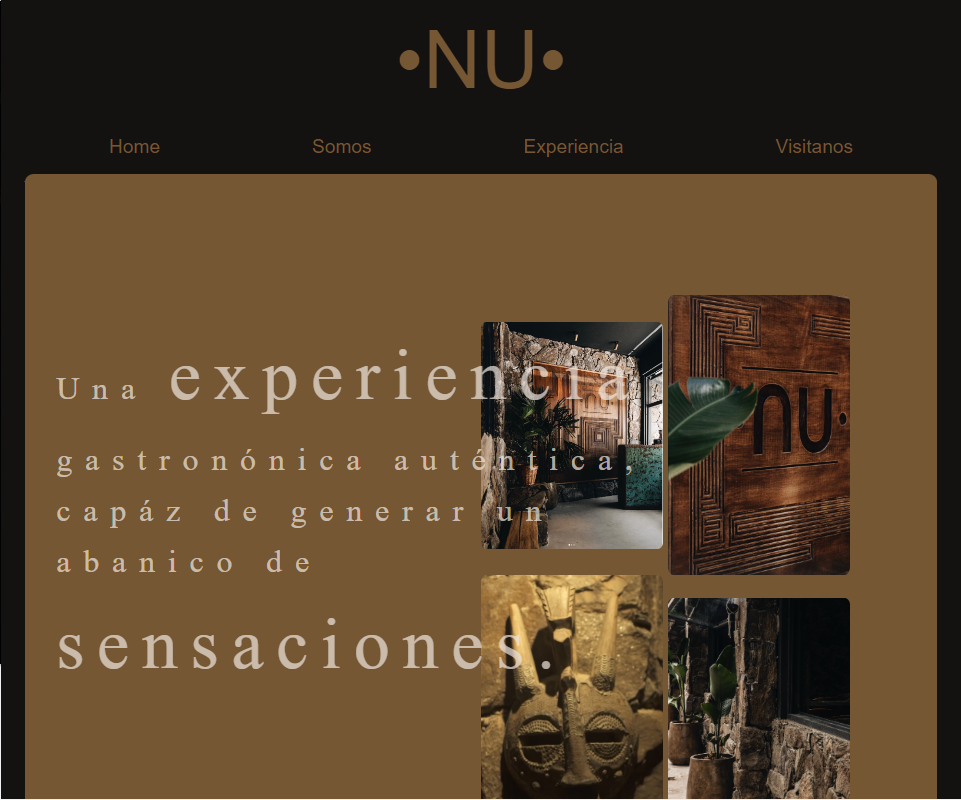 •NU•
Home Somos Experiencia Visitanos
Una experiencia
gastronónica auténtica,
capáz de generar un
abanico de
sensaciones.
nu·